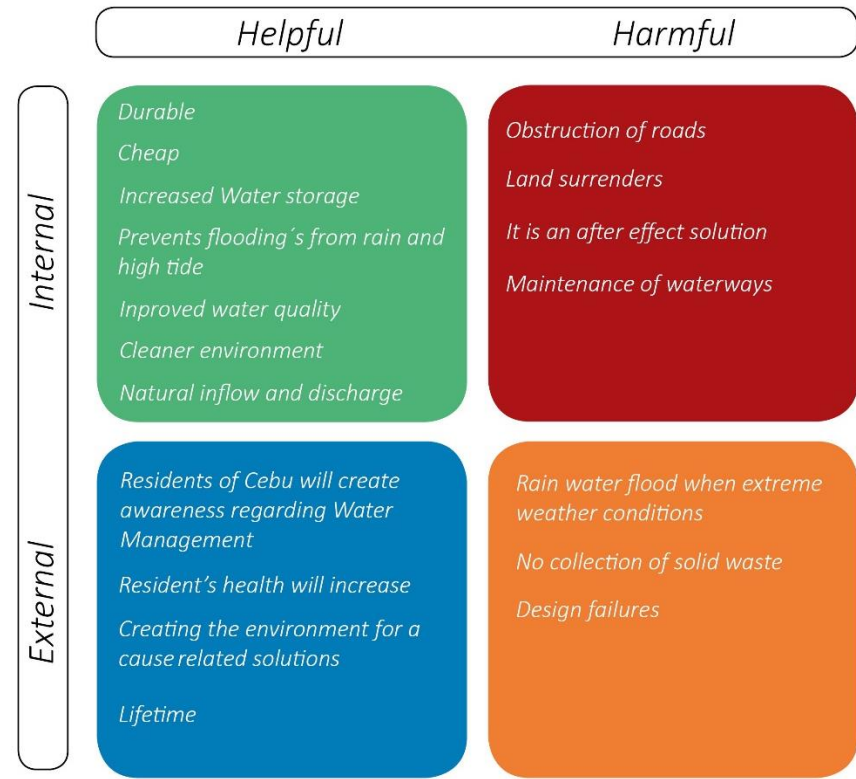 Helpful
Harmful
Internal
Durable
Cheap
Increased Water storage
Prevents flooding´s from rain and
high tide
Inproved water quality
Cleaner environment
Natural inflow and discharge
Obstruction of roads
Land surrenders
It is an after effect solution
Maintenance of waterways
External
Residents of Cebu will create
awareness regarding Water
Management
Resident’s health will increase
Creating the environment for a
cause related solutions
Lifetime
Rain water flood when extreme
weather conditions
No collection of solid waste
Design failures